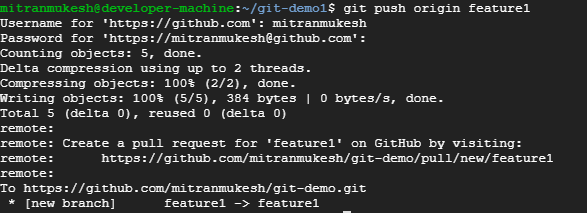 mitranmukesh@developer-machine:~/git-demo1$ git push origin feature1
Username for 'https://github.com': mitranmukesh
Password for 'https://mitranmukesh@github.com':
Counting objects: 5, done.
Delta compression using up to 2 threads.
Compressing objects: 100% (2/2), done.
Writing objects: 100% (5/5), 384 bytes | 0 bytes/s, done.
Total 5 (delta 0), reused 0 (delta 0)
remote:
remote: Create a pull request for 'feature1' on GitHub by visiting:
remote:      https://github.com/mitranmukesh/git-demo/pull/new/feature1
remote:
To https://github.com/mitranmukesh/git-demo.git
 * [new branch]      feature1 -> feature1